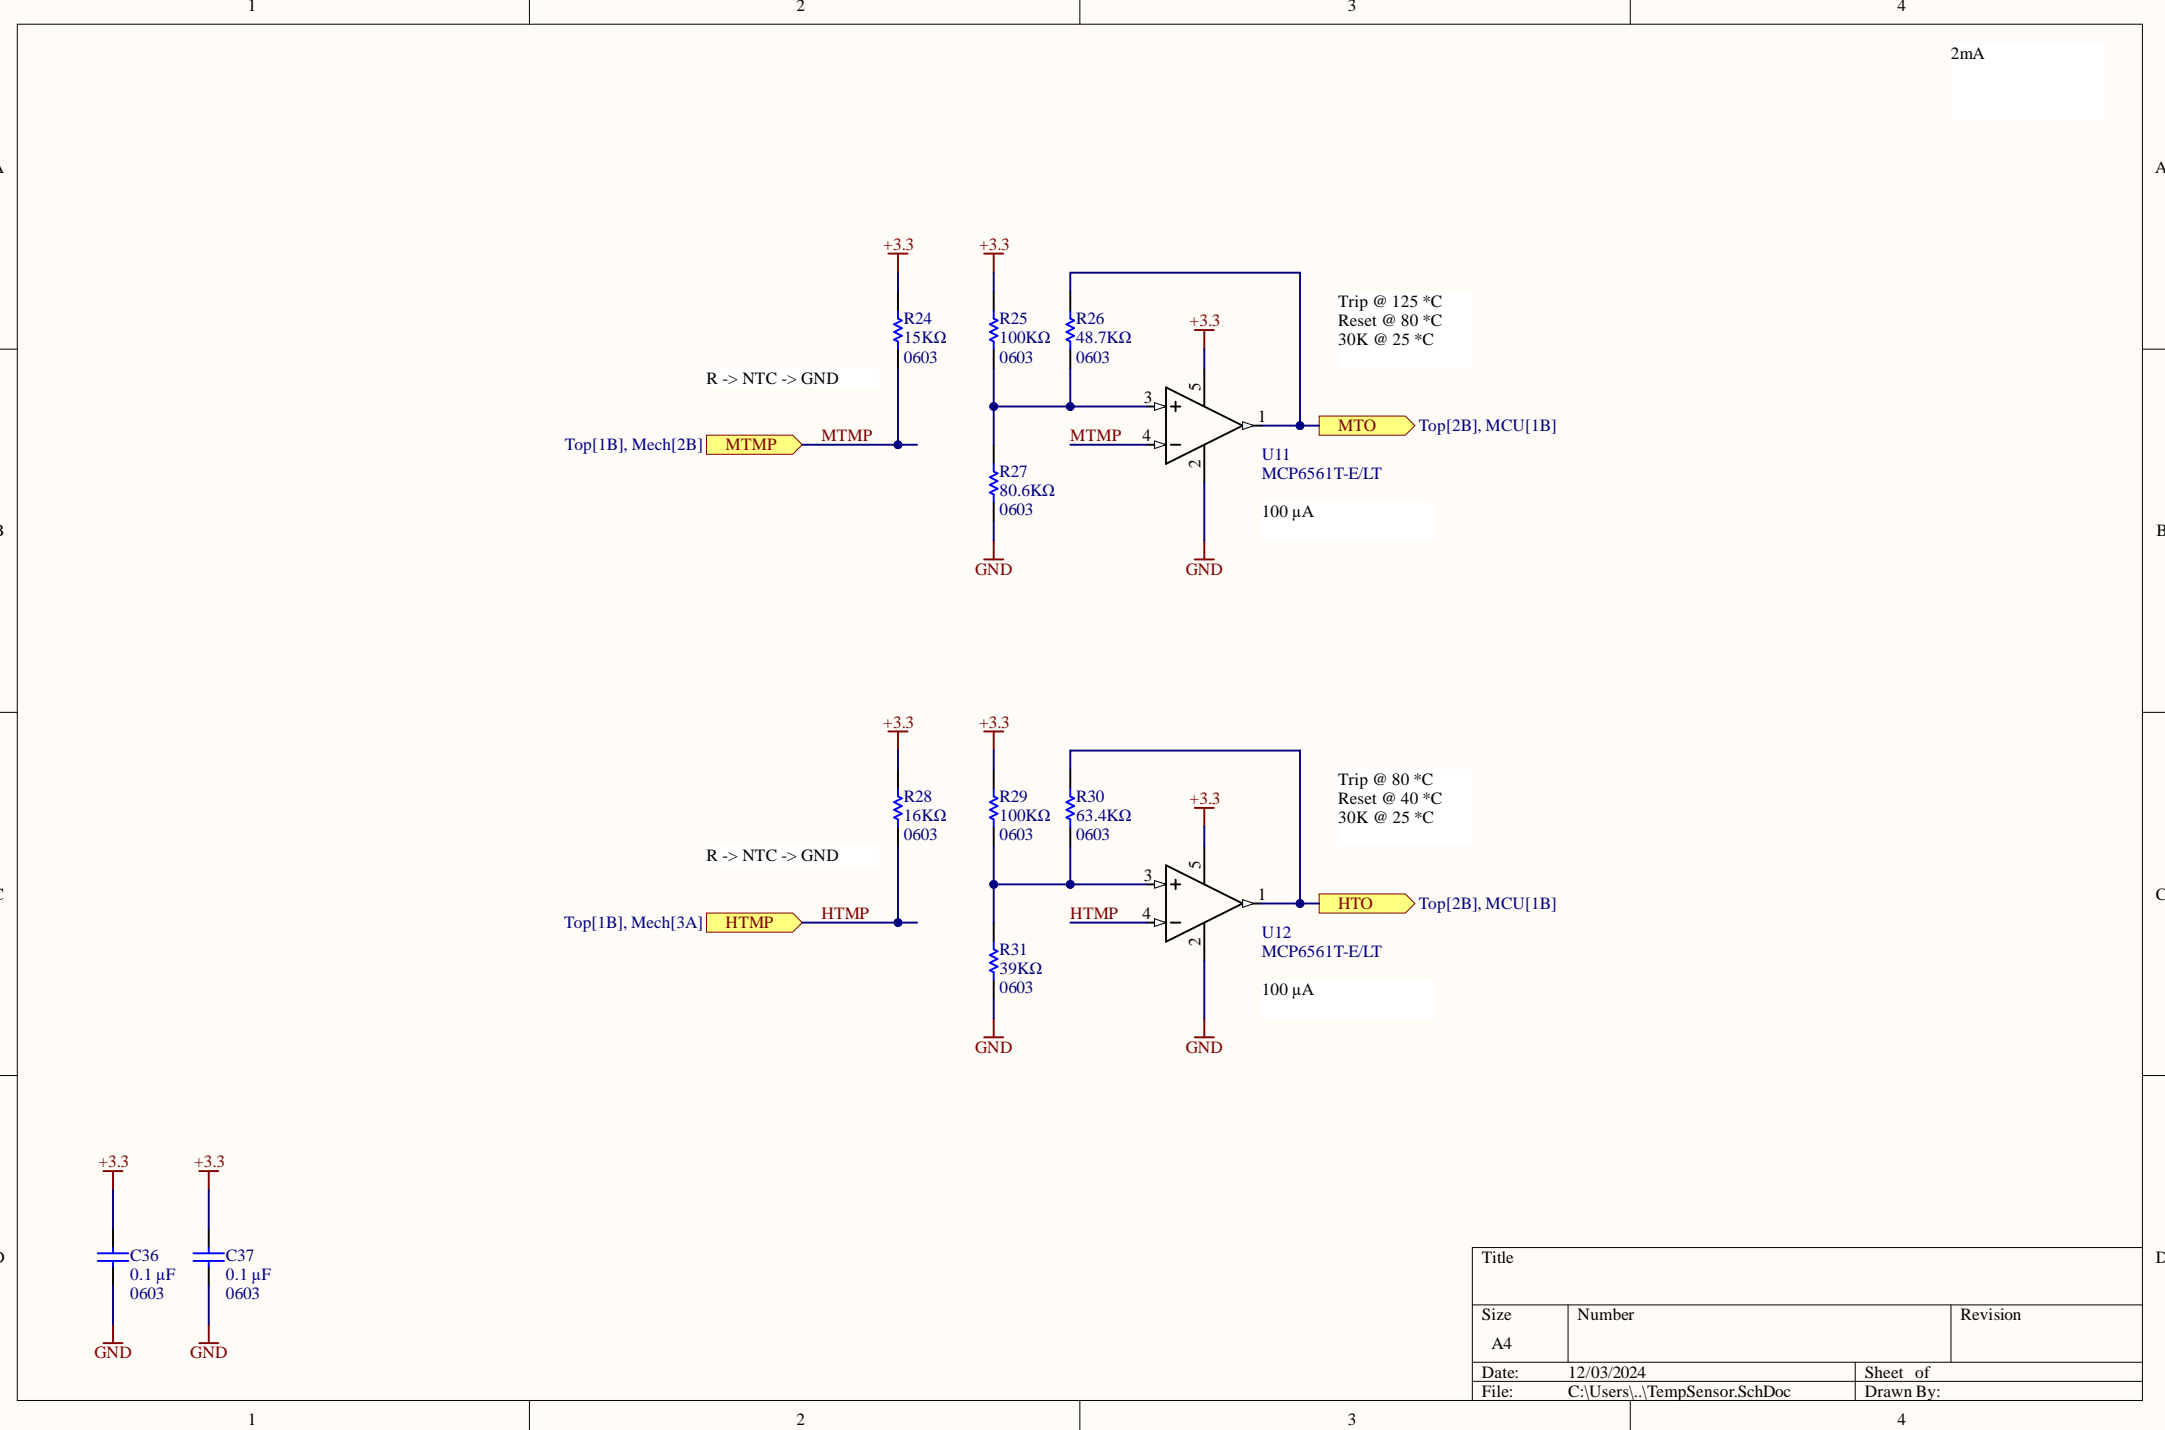 1 2 3 4
2mA
A A
+3.3 +3.3
R24
15KΩ
0603
R25
100KΩ
0603
R26
48.7KΩ
0603
+3.3
Trip @ 125 *C
Reset @ 80 *C
30K @ 25 *C
R -> NTC -> GND
Top[1B], Mech[2B] MTMP MTMP
3
MTMP 4
5
2
1
MTO Top[2B], MCU[1B]
U11
MCP6561T-E/LT
R27
80.6KΩ
0603
100 µA
B B
GND GND
+3.3 +3.3
R28
16KΩ
0603
R29
100KΩ
0603
R30
63.4KΩ
0603
+3.3
Trip @ 80 *C
Reset @ 40 *C
30K @ 25 *C
R -> NTC -> GND
Top[1B], Mech[3A] HTMP HTMP
3
HTMP 4
5
2
1
HTO Top[2B], MCU[1B]
C C
U12
MCP6561T-E/LT
R31
39KΩ
0603
100 µA
GND GND
+3.3 +3.3
C36
0.1 µF
0603
C37
0.1 µF
0603
GND GND
D D
Title
Size Number Revision
A4
Date: 12/03/2024 Sheet of
File: C:\Users\..\TempSensor.SchDoc Drawn By:
1 2 3 4